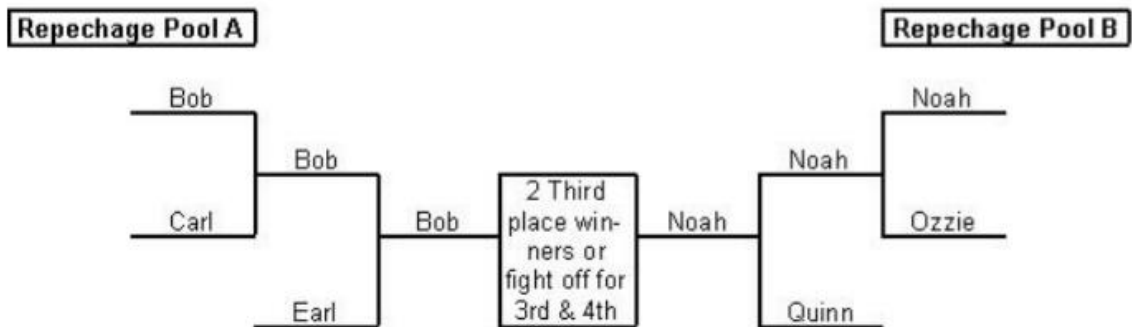 Repechage Pool A
Repechage Pool B
Bob
Noah
Bob
Noah
2 Third
place win-
ners or
fight off for
3rd & 4th
Carl
Bob
Noah
Ozzie
Earl
Quinn